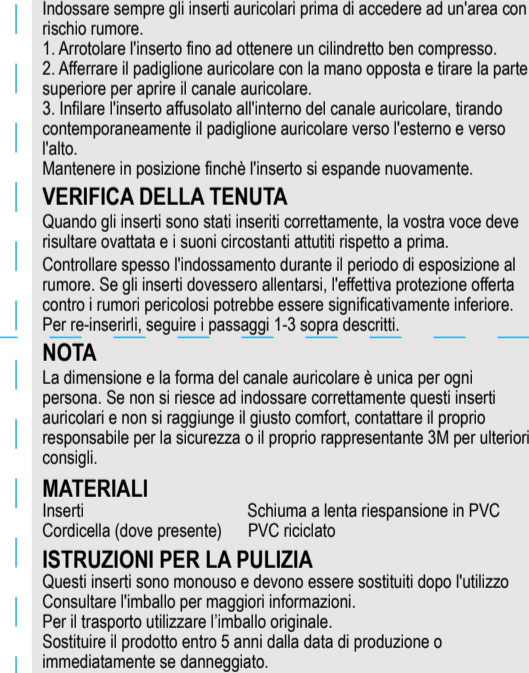 Indossare sempre gli inserti auricolari prima di accedere ad un'area con
rischio rumore.
1. Arrotolare l'inserto fino ad ottenere un cilindretto ben compresso.
2. Afferrare il padiglione auricolare con la mano opposta e tirare la parte
superiore per aprire il canale auricolare.
3. Infilare l'inserto affusolato all'interno del canale auricolare, tirando
contemporaneamente il padiglione auricolare verso l'esterno e verso
l'alto.
Mantenere in posizione finchè l'inserto si espande nuovamente.
VERIFICA DELLA TENUTA
Quando gli inserti sono stati inseriti correttamente, la vostra voce deve
risultare ovattata e i suoni circostanti attutiti rispetto a prima.
Controllare spesso l'indossamento durante il periodo di esposizione al
rumore. Se gli inserti dovessero allentarsi, l'effettiva protezione offerta
contro i rumori pericolosi potrebbe essere significativamente inferiore.
Per re-inserirli, seguire i passaggi 1-3 sopra descritti.
NOTA
La dimensione e la forma del canale auricolare è unica per ogni
persona. Se non si riesce ad indossare correttamente questi inserti
auricolari e non si raggiunge il giusto comfort, contattare il proprio
responsabile per la sicurezza o il proprio rappresentante 3M per ulteriori
consigli.
MATERIALI
Inserti Schiuma a lenta riespansione in PVC
Cordicella (dove presente) PVC riciclato
ISTRUZIONI PER LA PULIZIA
Questi inserti sono monouso e devono essere sostituiti dopo l'utilizzo
Consultare l'imballo per maggiori informazioni.
Per il trasporto utilizzare l’imballo originale.
Sostituire il prodotto entro 5 anni dalla data di produzione o
immediatamente se danneggiato.